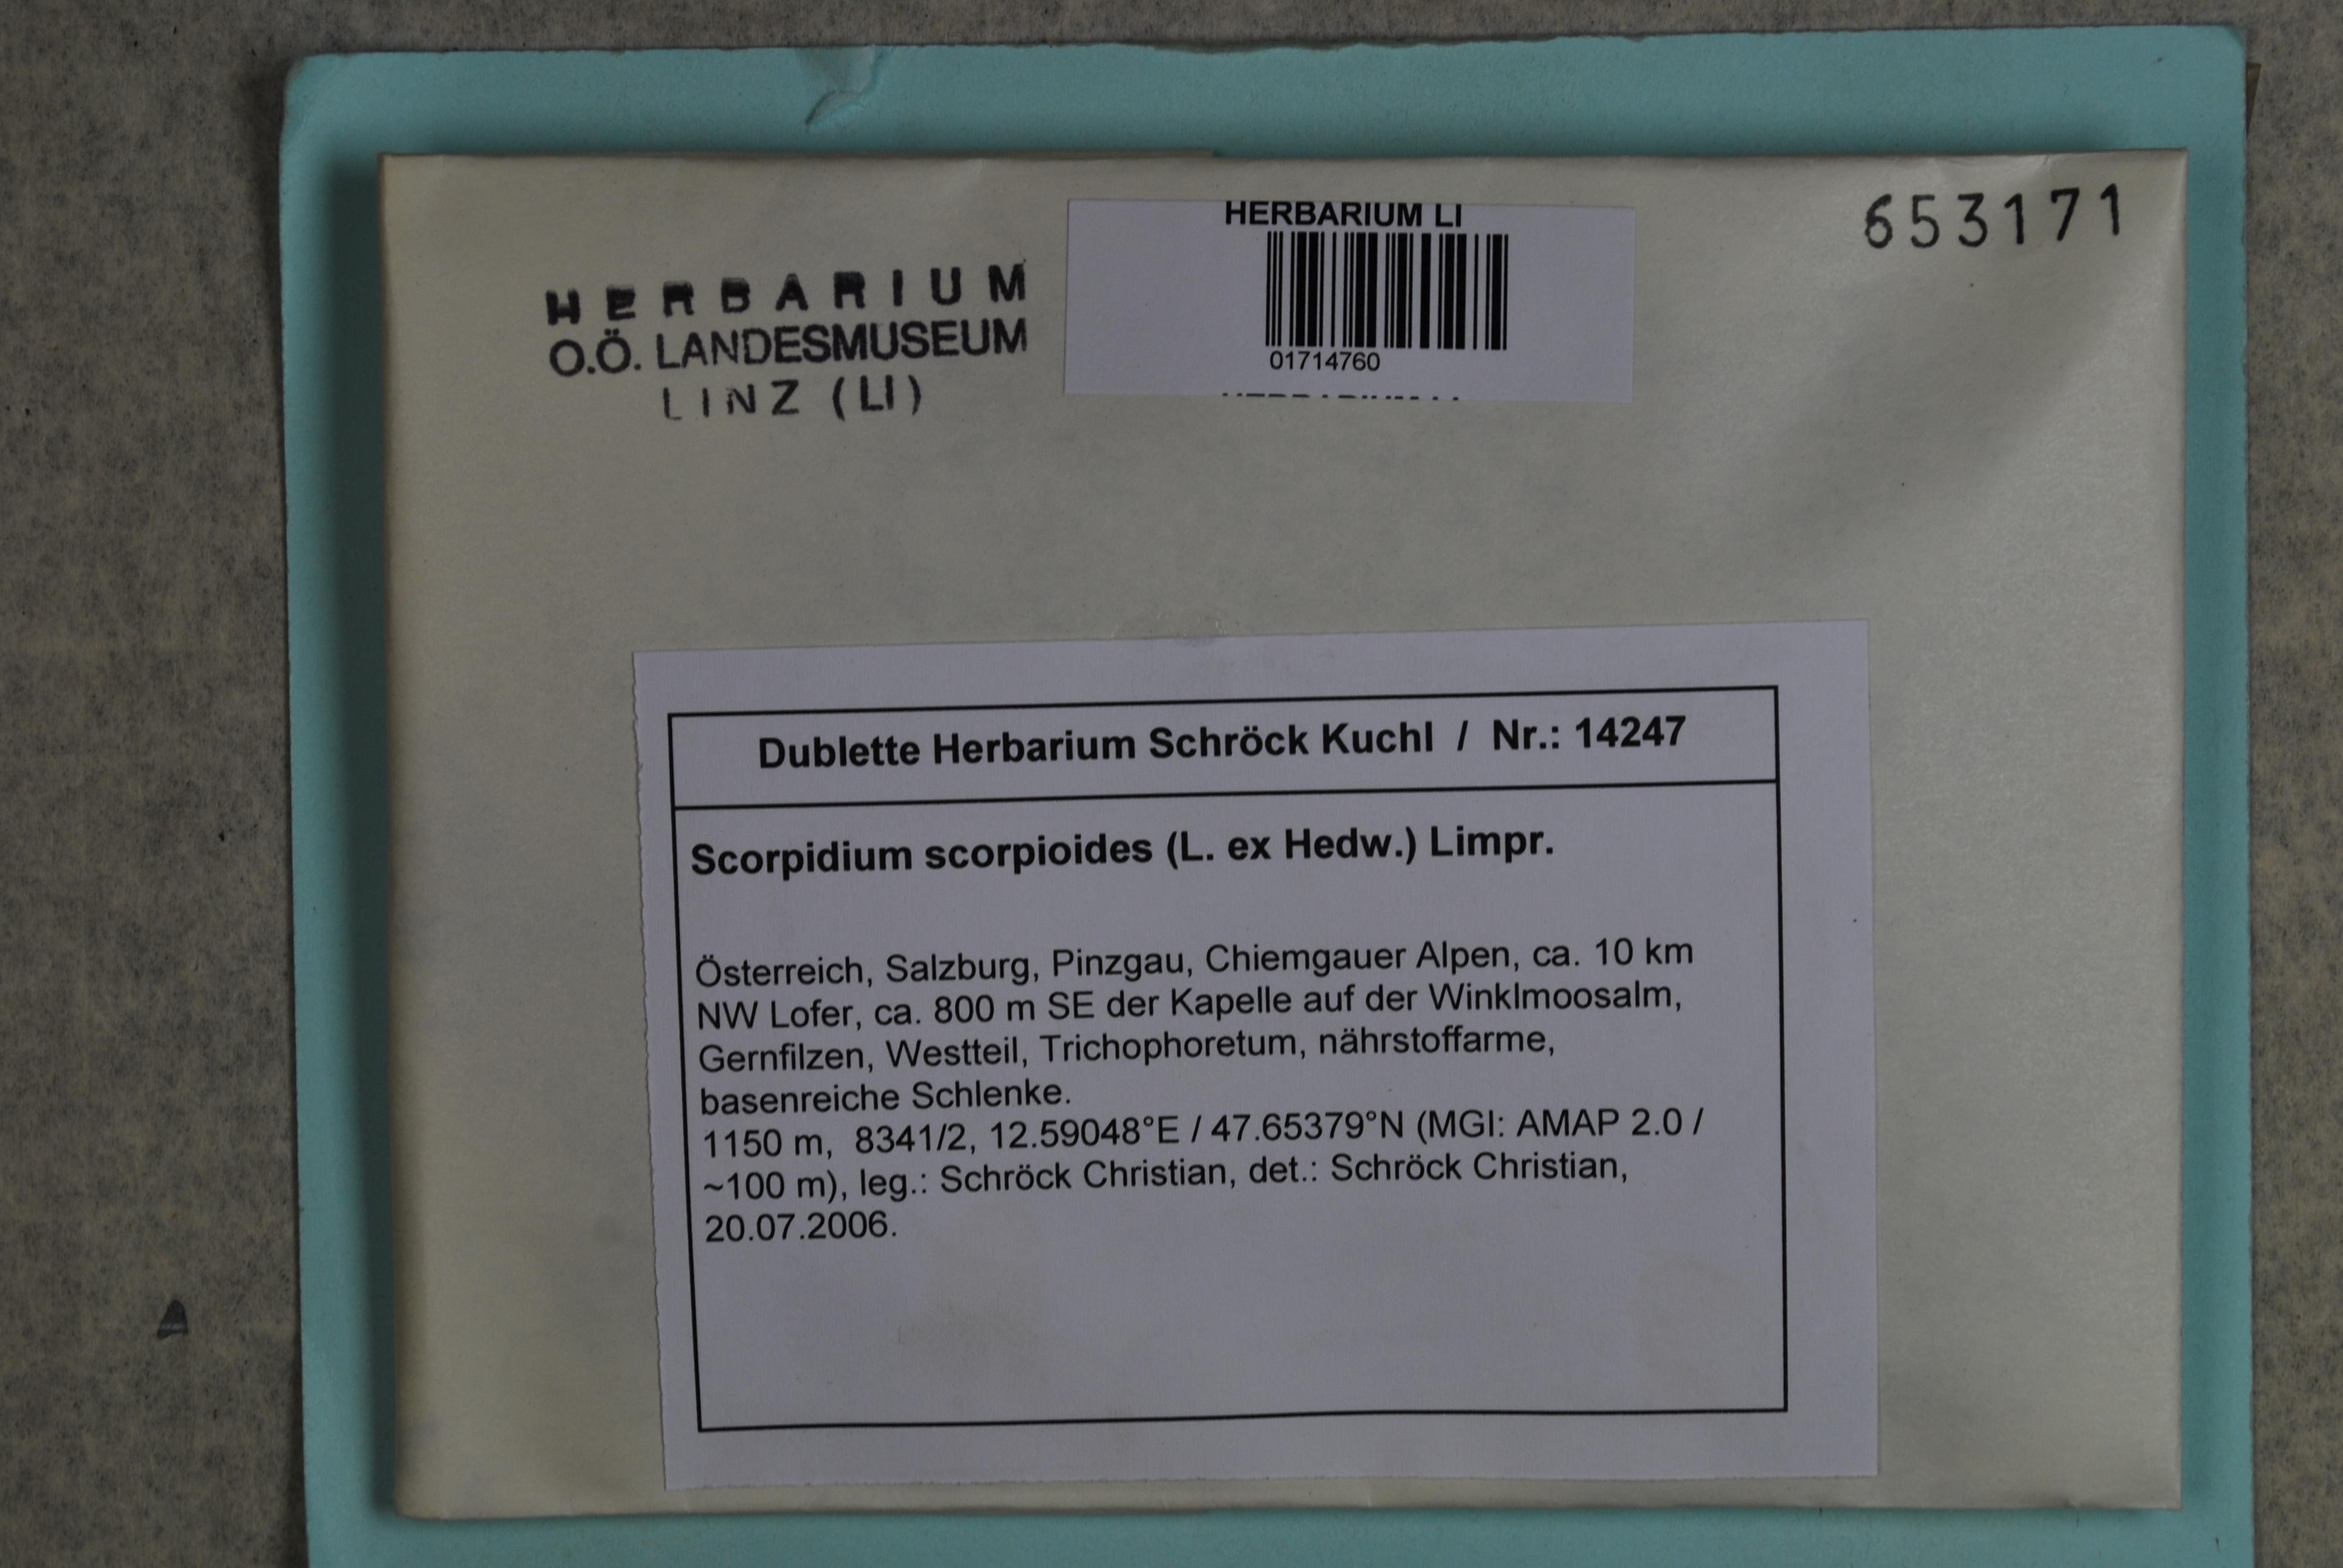 HERBARIUM
O.Ö. LANDESMUSEUM
LINZ (LI)
HERBARIUM LI
01714760
653171
Dublette Herbarium Schröck Kuchl / Nr.: 14247
Scorpidium scorpioides (L. ex Hedw.) Limpr.
Österreich, Salzburg, Pinzgau, Chiemgauer Alpen, ca. 10 km
NW Lofer, ca. 800 m SE der Kapelle auf der Winklmoosalm,
Gernfilzen, Westteil, Trichophoretum, nährstoffarme,
basenreiche Schlenke.
1150 m, 8341/2, 12.59048°E / 47.65379°N (MGI: AMAP 2.0 /
~100 m), leg.: Schröck Christian, det.: Schröck Christian,
20.07.2006.